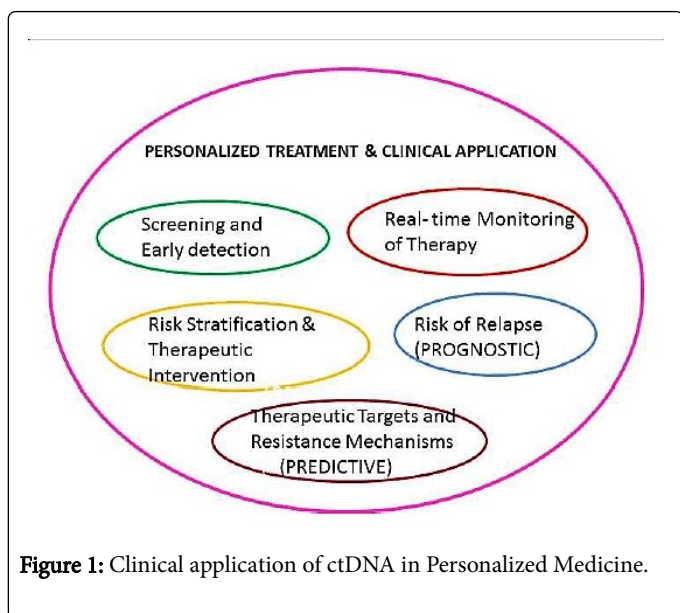 PERSONALIZED TREATMENT & CLINICAL APPLICATION
Screening and
Early detection
Real-time Monitoring
of Therapy
Risk Stratification &
Therapeutic
Intervention
Risk of Relapse
(PROGNOSTIC)
Therapeutic Targets and
Resistance Mechanisms
(PREDICTIVE)
Figure 1: Clinical application of ctDNA in Personalized Medicine.